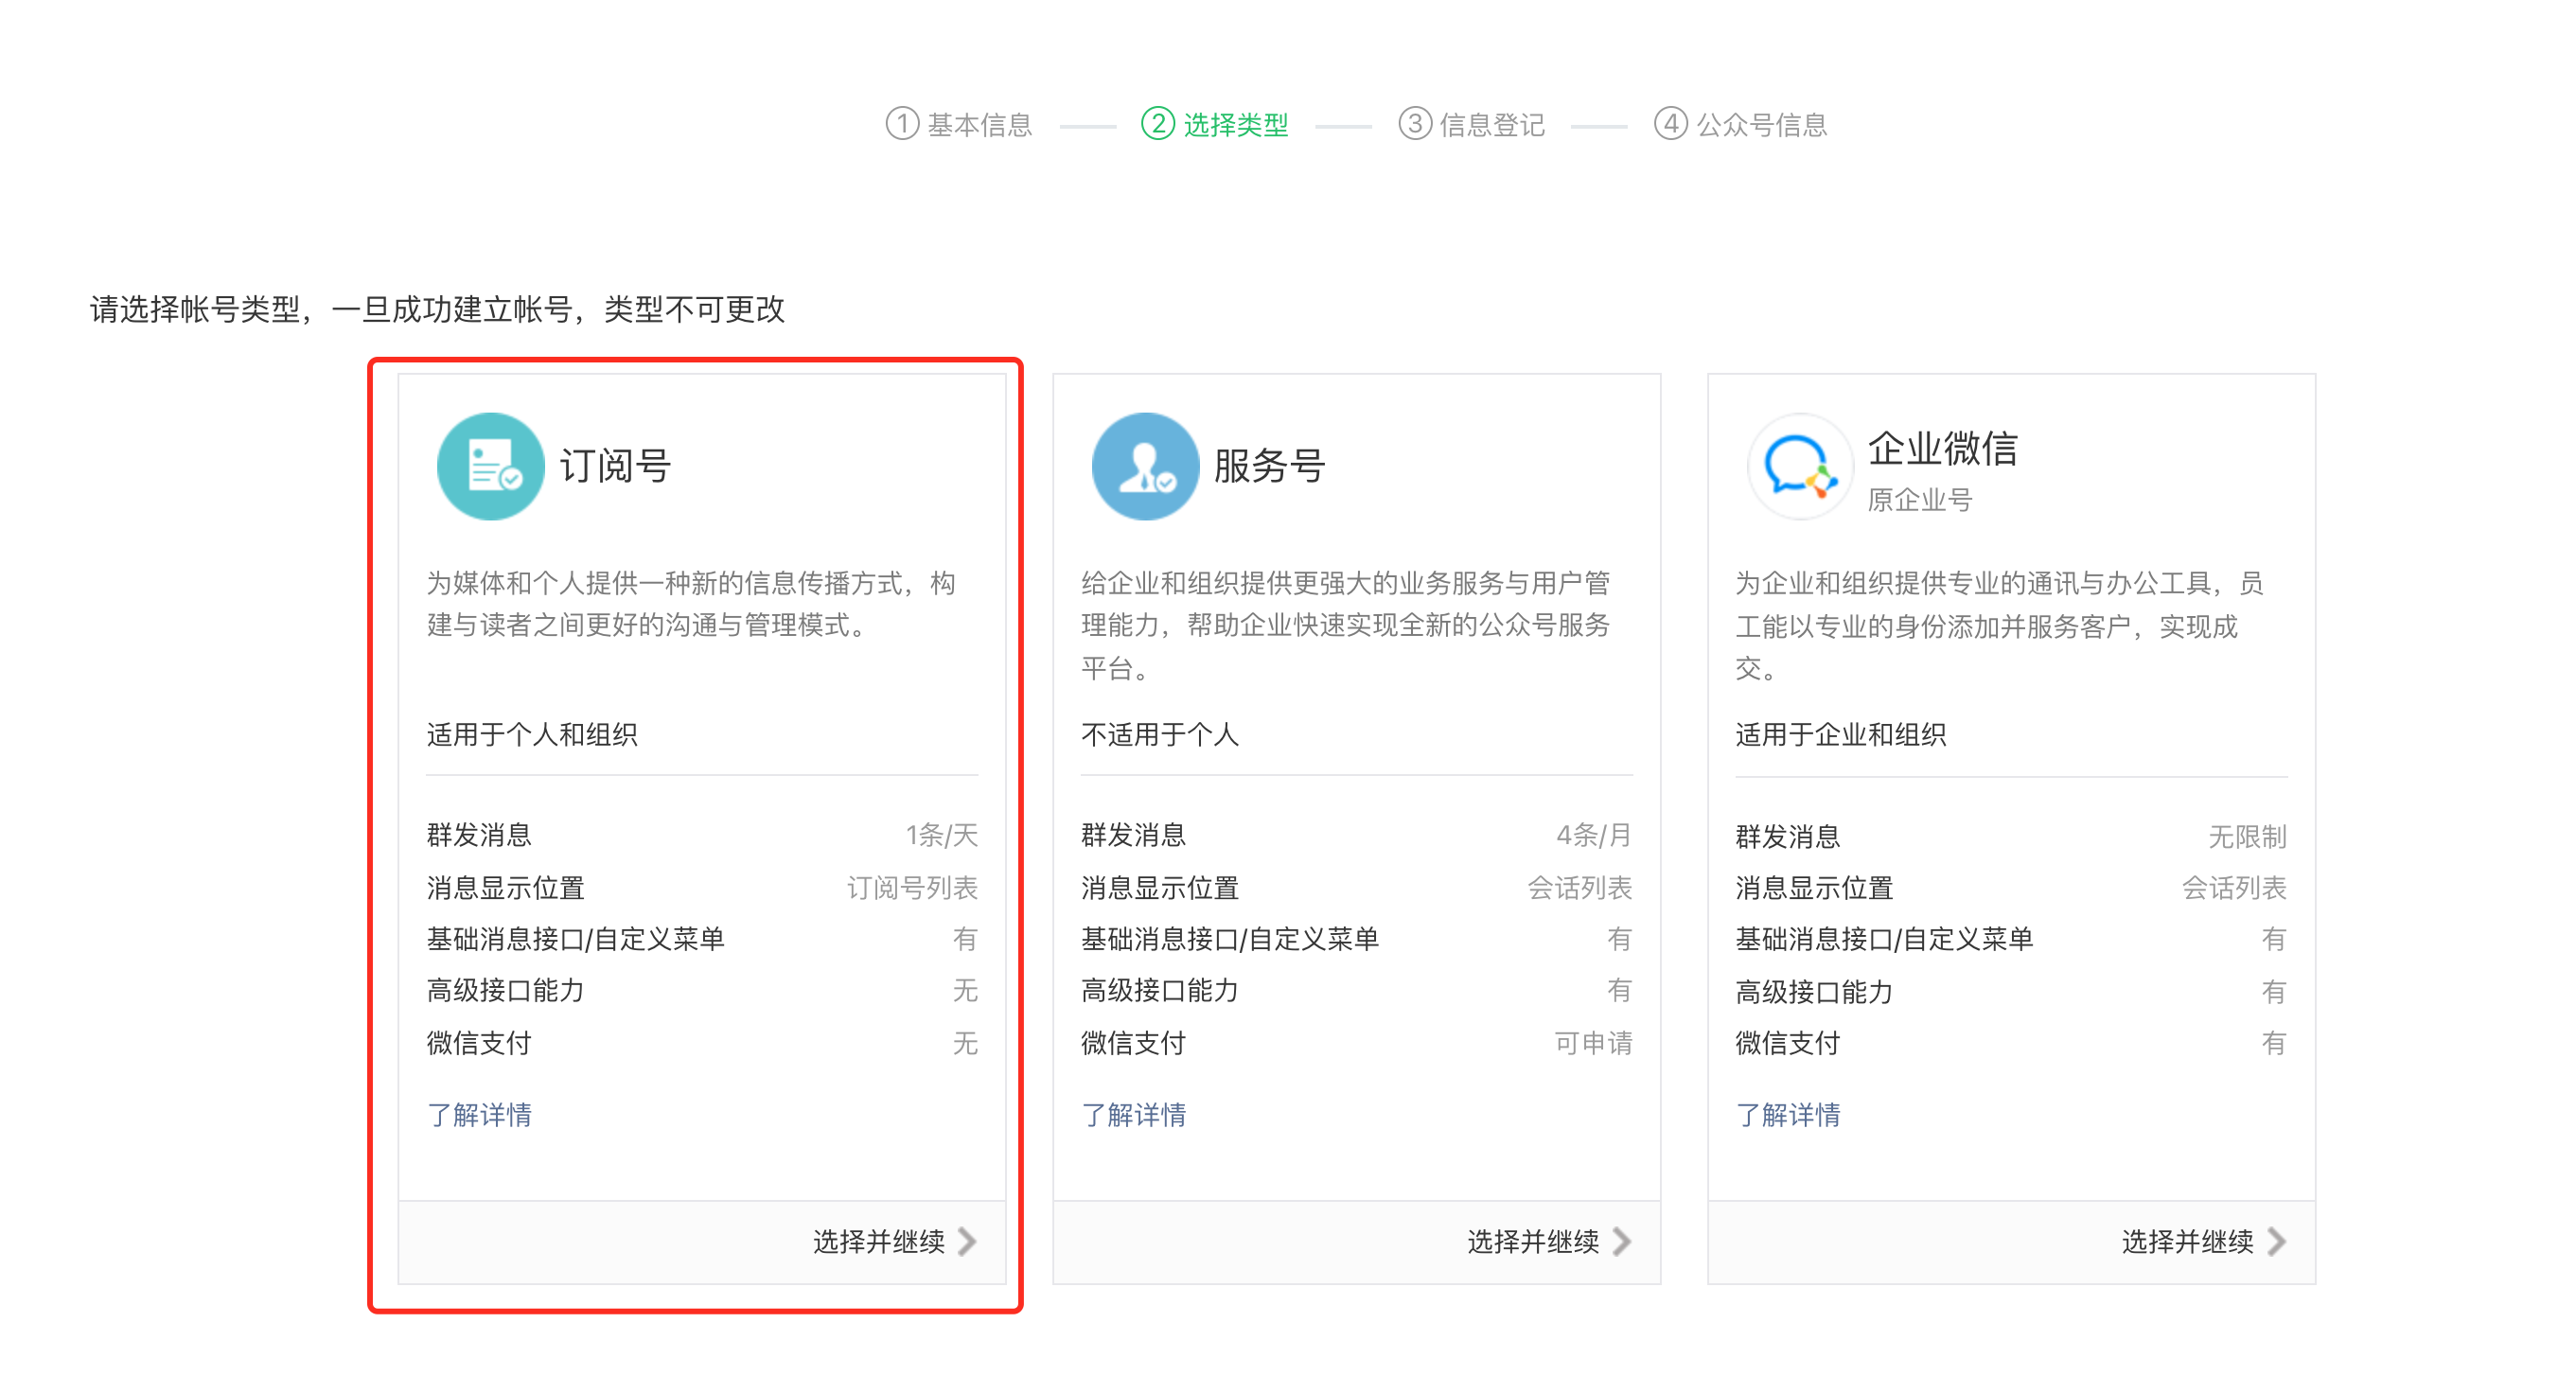 ① 基本信息 ② 选择类型 ③ 信息登记 ④ 公众号信息
请选择帐号类型，一旦成功建立帐号，类型不可更改
订阅号
为媒体和个人提供一种新的信息传播方式，构
建与读者之间更好的沟通与管理模式。
适用于个人和组织
群发消息 1条/天
消息显示位置 订阅号列表
基础消息接口/自定义菜单 有
高级接口能力 无
微信支付 无
了解详情
选择并继续
服务号
给企业和组织提供更强大的业务服务与用户管
理能力，帮助企业快速实现全新的公众号服务
平台。
不适用于个人
群发消息 4条/月
消息显示位置 会话列表
基础消息接口/自定义菜单 有
高级接口能力 有
微信支付 可申请
了解详情
选择并继续
企业微信
原企业号
为企业和组织提供专业的通讯与办公工具，员
工能以专业的身份添加并服务客户，实现成
交。
适用于企业和组织
群发消息 无限制
消息显示位置 会话列表
基础消息接口/自定义菜单 有
高级接口能力 有
微信支付 有
了解详情
选择并继续